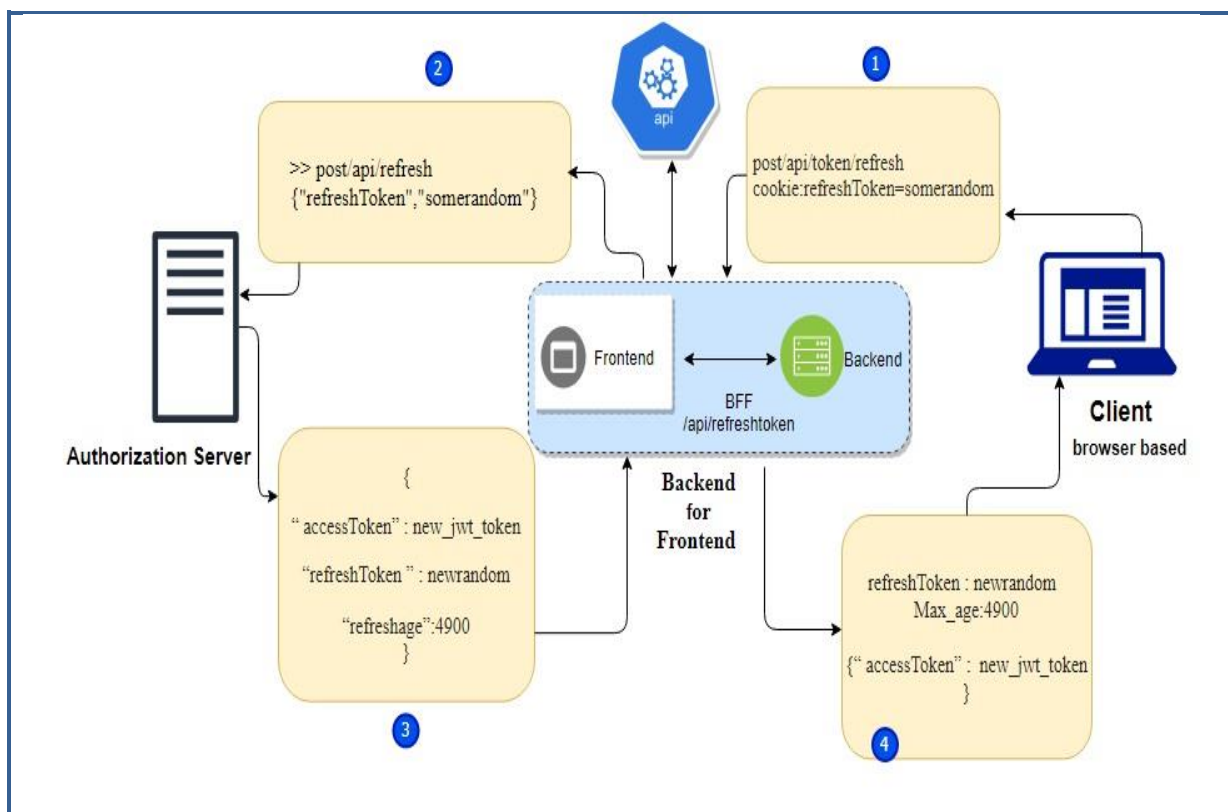 2
1
api
>> post/api/refresh
{"refreshToken","somerandom"}
post/api/token/refresh
cookie:refreshToken=somerandom
Frontend
Backend
BFF
/api/refreshtoken
Authorization Server
Client
browser based
Backend
for
Frontend
{
“ accessToken” : new_jwt_token
“refreshToken ” : newrandom
“refreshage”:4900
}
3
refreshToken : newrandom
Max_age:4900
{“ accessToken” : new_jwt_token
}
4